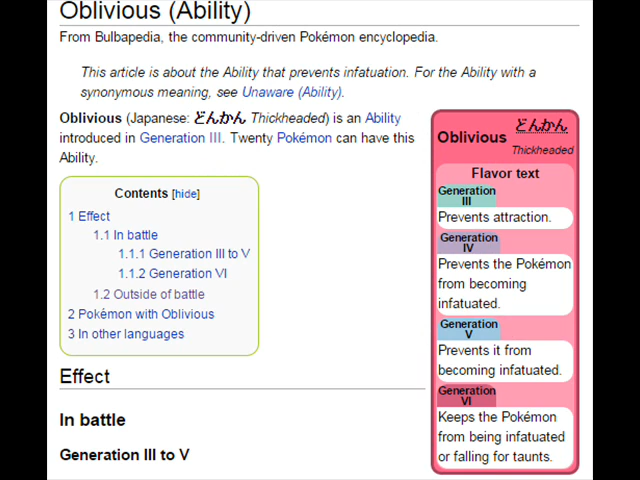 Oblivious (Ability)
From Bulbapedia, the community-driven Pokémon encyclopedia.
This article is about the Ability that prevents infatuation. For the Ability with a
synonymous meaning, see Unaware (Ability).
Oblivious (Japanese: どんかん Thickheaded) is an Ability
introduced in Generation III. Twenty Pokémon can have this
Ability.
Contents [hide]
1 Effect
1.1 In battle
1.1.1 Generation III to V
1.1.2 Generation VI
1.2 Outside of battle
2 Pokémon with Oblivious
3 In other languages
Effect
In battle
Generation III to V
Oblivious どんかん
Thickheaded
Flavor text
Generation
III
Prevents attraction.
Generation
IV
Prevents the Pokémon
from becoming
infatuated.
Generation
V
Prevents it from
becoming infatuated.
Generation
VI
Keeps the Pokémon
from being infatuated
or falling for taunts.